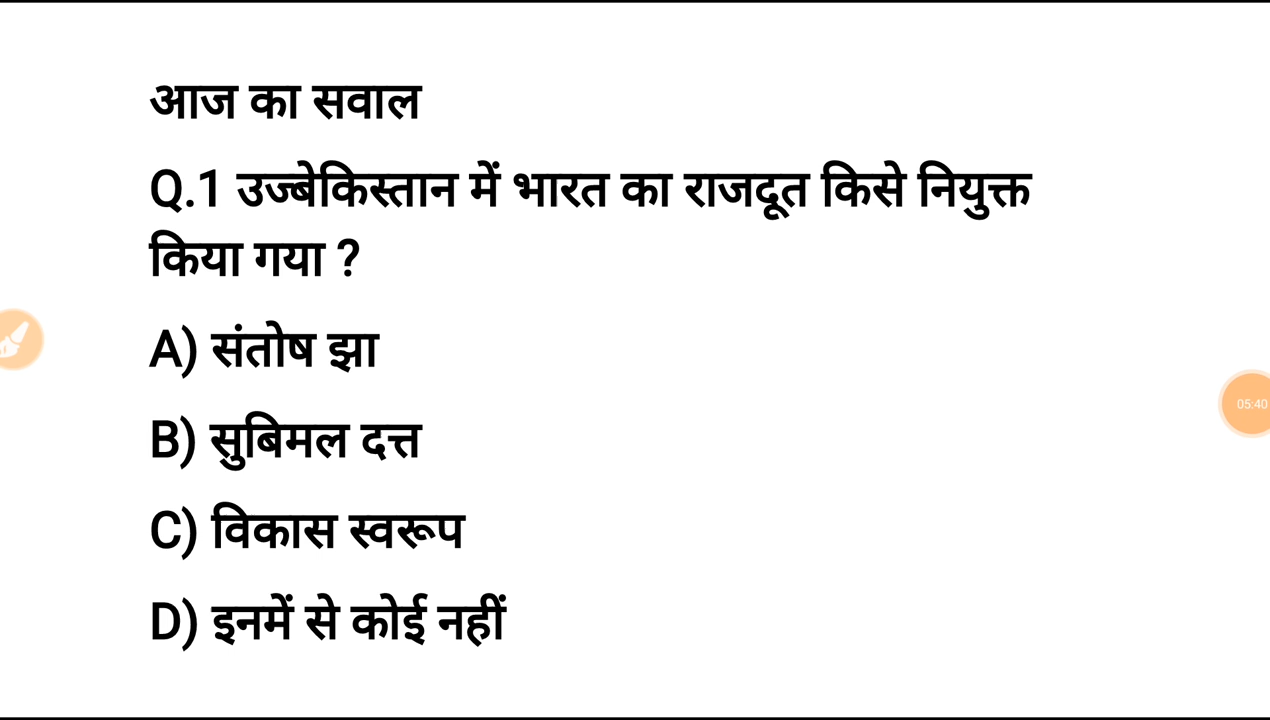 आज का सवाल
Q.1 उज्बेकिस्तान में भारत का राजदूत किसे नियुक्त
किया गया ?
A) संतोष झा
B) सुबिमल दत्त
C) विकास स्वरूप
D) इनमें से कोई नहीं
05:40